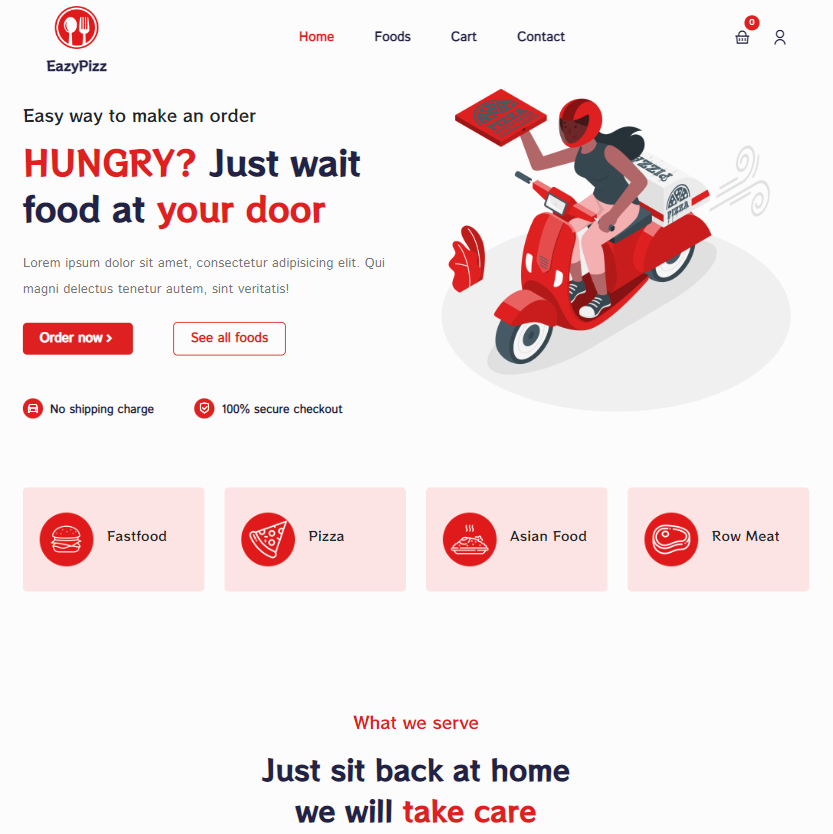 EazyPizz
Home
Foods
Cart
Contact
0
Easy way to make an order
HUNGRY? Just wait
food at your door
Lorem ipsum dolor sit amet, consectetur adipisicing elit. Qui
magni delectus tenetur autem, sint veritatis!
Order now >
See all foods
No shipping charge
100% secure checkout
PIZZA
PIZZA
PIZZA
Fastfood
Pizza
Asian Food
Row Meat
What we serve
Just sit back at home
we will take care